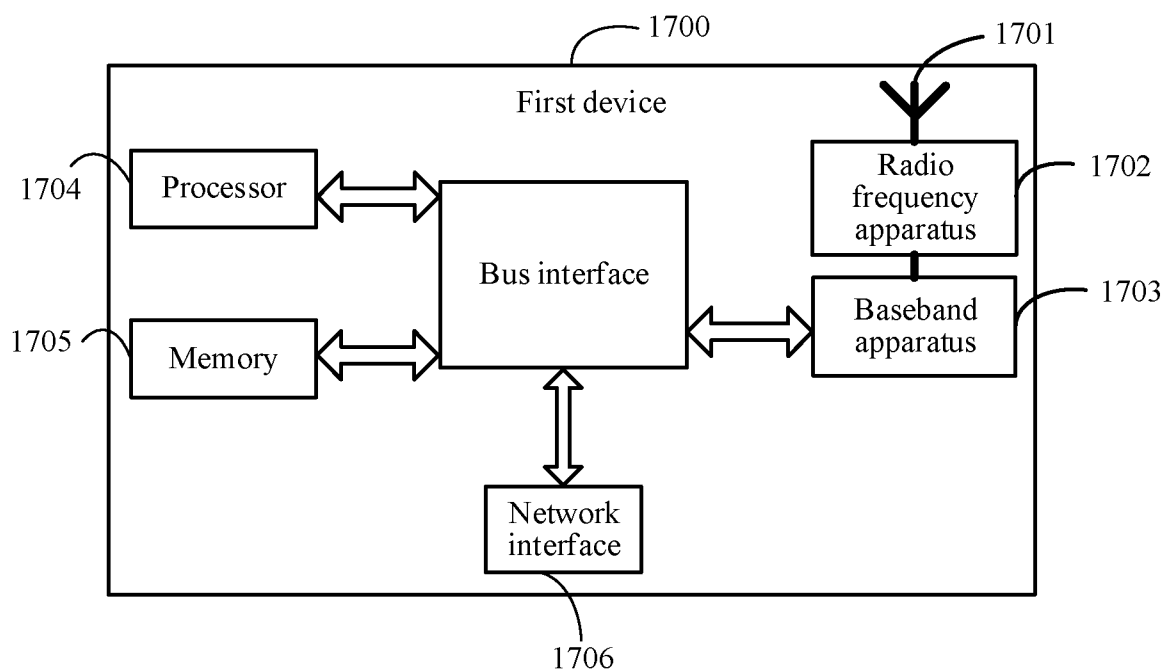 1700
1701
First device
1704
Processor
Radio
frequency
apparatus
1702
Bus interface
1705
Memory
Baseband
apparatus
1703
Network
interface
1706